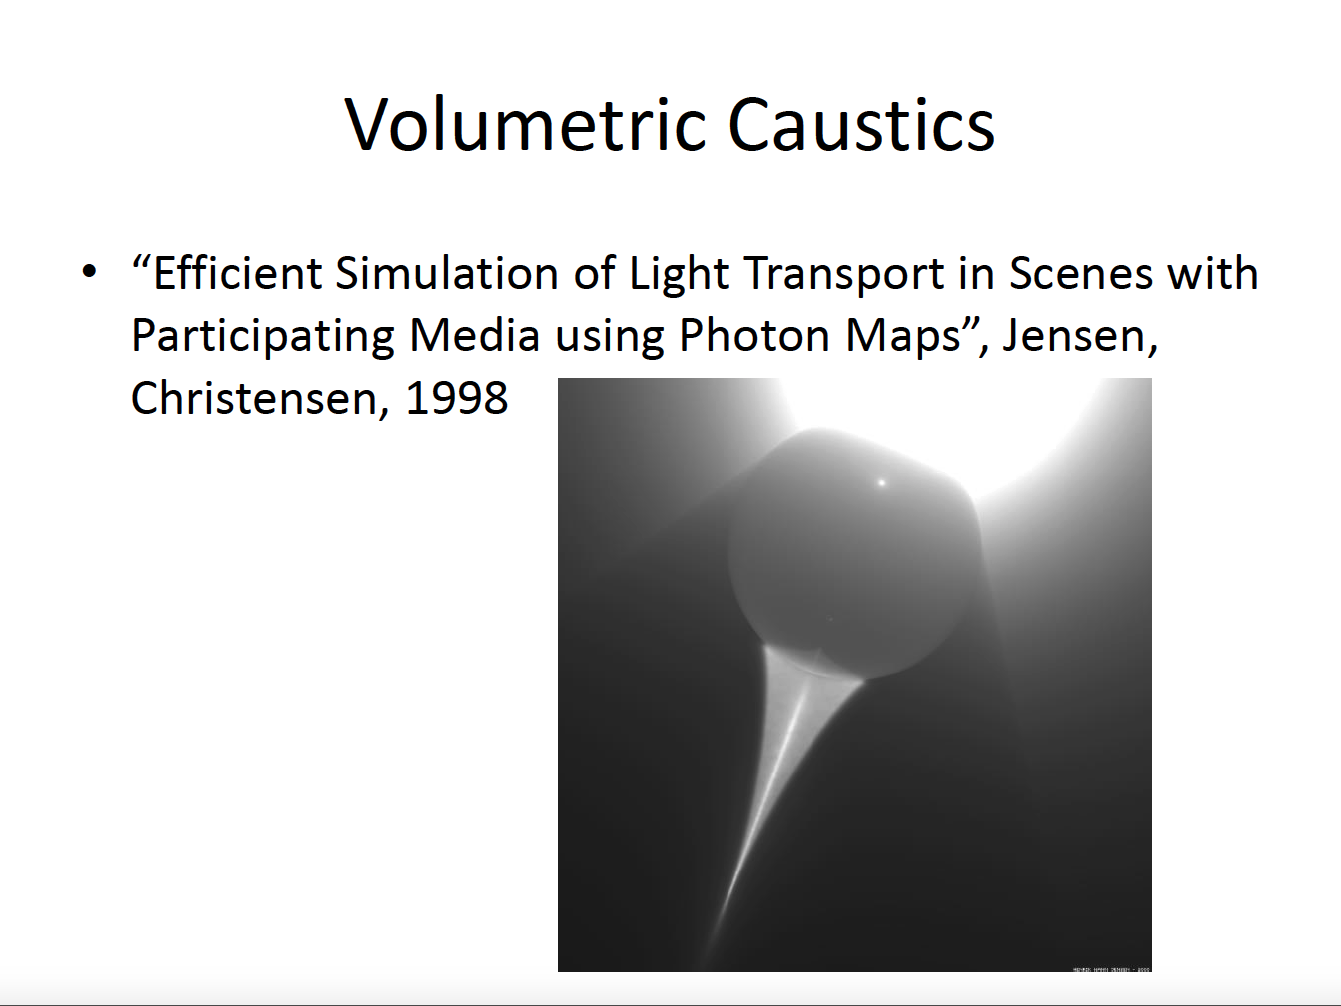 Volumetric Caustics
• “Efficient Simulation of Light Transport in Scenes with
Participating Media using Photon Maps”, Jensen,
Christensen, 1998